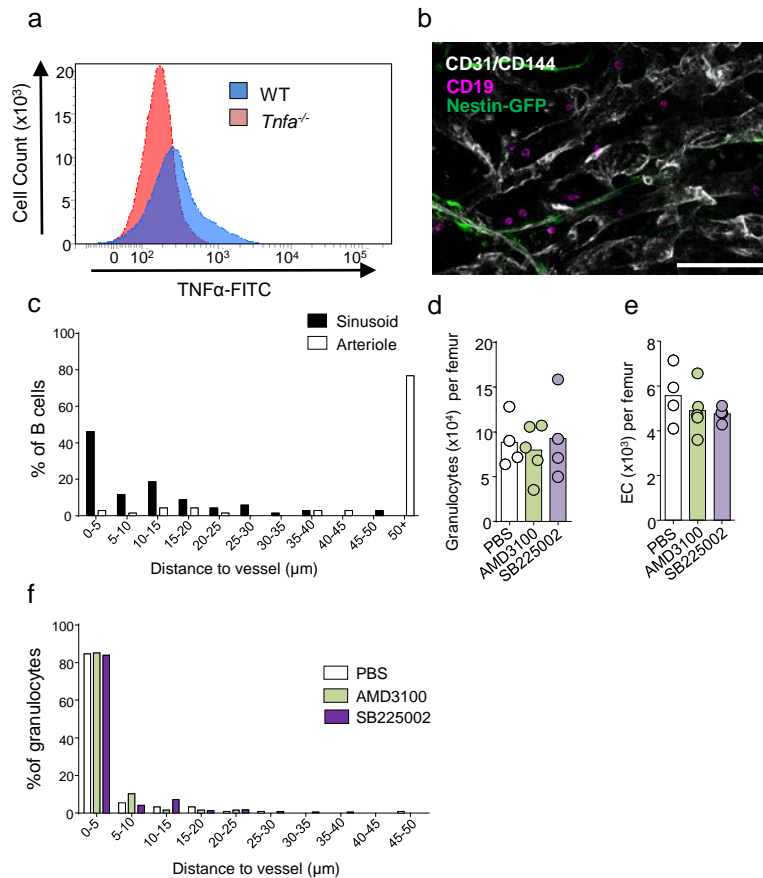 a
20
15
10
5
0
Cell Count (x10³)
WT
Tnfa-/-
0 10² 10³ 10⁴ 10⁵
TNFα-FITC
b
CD31/CD144
CD19
Nestin-GFP
c
100
80
60
40
20
0
% of B cells
Sinusoid
Arteriole
0-5 5-10 10-15 15-20 20-25 25-30 30-35 35-40 40-45 45-50 50+
Distance to vessel (µm)
d
20
15
10
5
0
Granulocytes (x10⁴) per femur
PBS AMD3100 SB225002
e
8
6
4
2
0
EC (x10³) per femur
PBS AMD3100 SB225002
f
100
80
60
40
20
0
%of granulocytes
PBS
AMD3100
SB225002
0-5 5-10 10-15 15-20 20-25 25-30 30-35 35-40 40-45 45-50
Distance to vessel (µm)